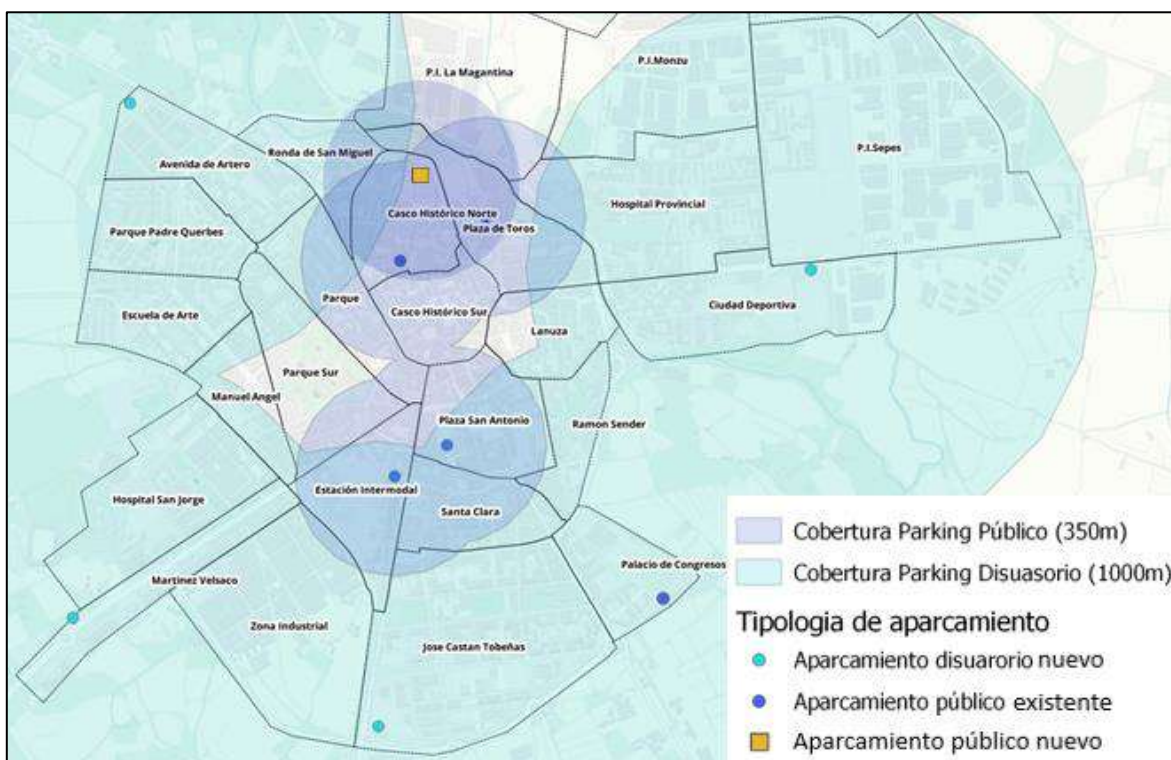 P.I. La Magantina
P.I.Monzu
P.I.Sepes
Avenida de Artero
Ronda de San Miguel
Hospital Provincial
Casco Histórico Norte
Plaza de Toros
Parque Padre Querbes
Parque
Ciudad Deportiva
Escuela de Arte
Casco Histórico Sur
Lanuza
Parque Sur
Manuel Angel
Plaza San Antonio
Ramon Sender
Hospital San Jorge
Estación Intermodal
Santa Clara
Palacio de Congresos
Martinez Velsaco
Zona Industrial
Jose Castan Tobeñas
Cobertura Parking Público (350m)
Cobertura Parking Disuasorio (1000m)
Tipologia de aparcamiento
Aparcamiento disuarorio nuevo
Aparcamiento público existente
Aparcamiento público nuevo